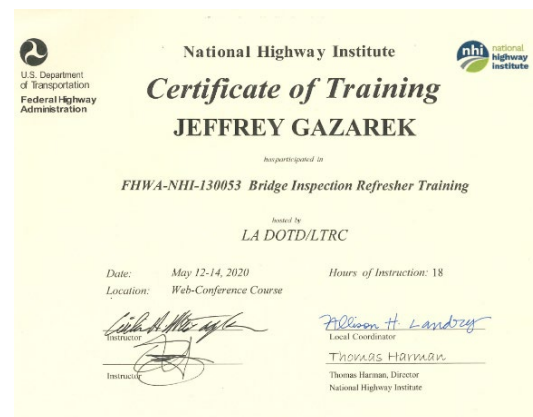 U.S. Department
of Transportation
Federal Highway
Administration
National Highway Institute
nhi national
highway
institute
Certificate of Training
JEFFREY GAZAREK
has participated in
FHWA-NHI-130053 Bridge Inspection Refresher Training
hosted by
LA DOTD/LTRC
Date: May 12-14, 2020
Hours of Instruction: 18
Location: Web-Conference Course
Instructor
Allison H. Landry
Local Coordinator
Thomas Harman
Instructor
Thomas Harman, Director
National Highway Institute